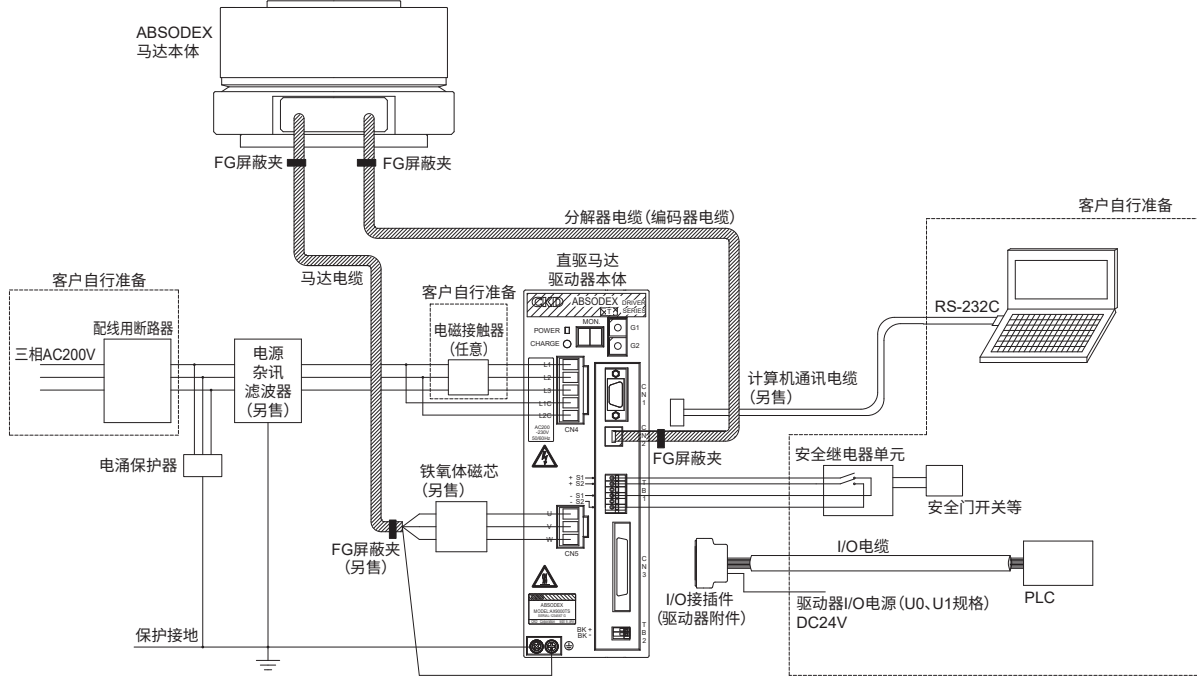 ABSODEX
马达本体
FG屏蔽夹
FG屏蔽夹
分解器电缆(编码器电缆)
客户自行准备
马达电缆
直驱马达
驱动器本体
客户自行准备
配线用断路器
三相AC200V
电源
杂讯
滤波器
(另售)
客户自行准备
电磁接触器
(任意)
CKD
ABSODEX
DRIVER
SERIES
MON.
POWER
CHARGE
G1
G2
L1
L2
L3
L1C
L2C
CN4
AC200
-230V
50/60Hz
CN1
CN2
RS-232C
计算机通讯电缆
(另售)
FG屏蔽夹
电涌保护器
铁氧体磁芯
(另售)
+ S1
+ S2
- S1
- S2
TB1
安全继电器单元
安全门开关等
U
V
W
CN5
FG屏蔽夹
(另售)
CN3
I/O电缆
I/O接插件
(驱动器附件)
驱动器I/O电源(U0、U1规格)
DC24V
PLC
ABSODEX
MODEL:AX9000TS
BK +
BK -
TB2
保护接地